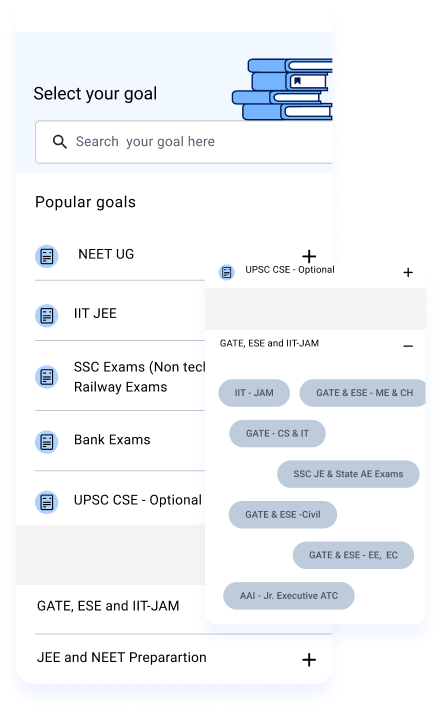 Select your goal
Search your goal here
Popular goals
NEET UG
IIT JEE
SSC Exams (Non tech
Railway Exams
Bank Exams
UPSC CSE - Optional
GATE, ESE and IIT-JAM
JEE and NEET Preparartion
UPSC CSE - Optional
GATE, ESE and IIT-JAM
IIT - JAM
GATE & ESE - ME & CH
GATE - CS & IT
SSC JE & State AE Exams
GATE & ESE -Civil
GATE & ESE - EE, EC
AAI - Jr. Executive ATC